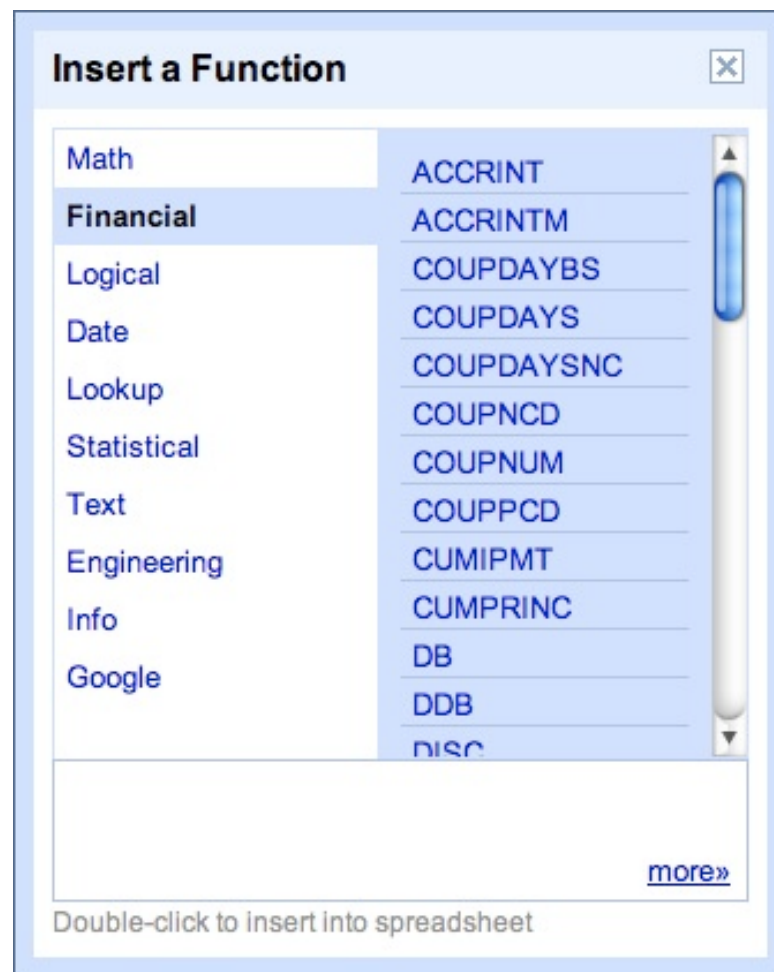 Insert a Function
Math
Financial
Logical
Date
Lookup
Statistical
Text
Engineering
Info
Google
ACCRINT
ACCRINTM
COUPDAYBS
COUPDAYS
COUPDAYSNC
COUPNCD
COUPNUM
COUPPCD
CUMIPMT
CUMPRINC
DB
DDB
DISC
more»
Double-click to insert into spreadsheet